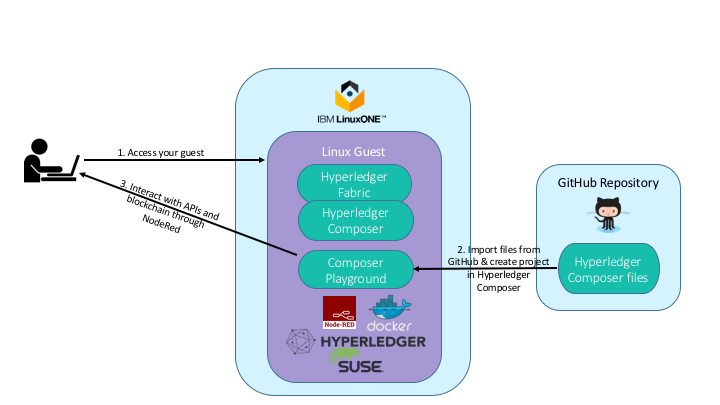 IBM LinuxONE™
Linux Guest
Hyperledger
Fabric
Hyperledger
Composer
Composer
Playground
Node-RED
docker
HYPERLEDGER
SUSE
1. Access your guest
3. Interact with APIs and
blockchain through
NodeRed
2. Import files from
GitHub & create project
in Hyperledger
Composer
GitHub Repository
Hyperledger
Composer files